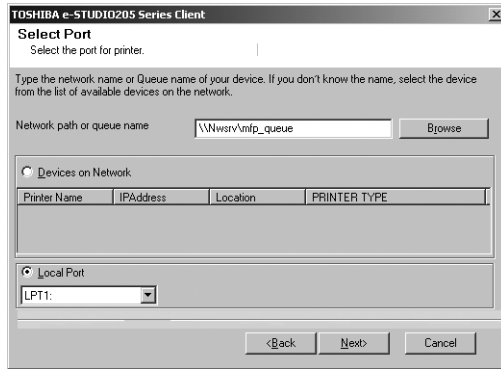 TOSHIBA e-STUDIO205 Series Client
Select Port
Select the port for printer.
Type the network name or Queue name of your device. If you don't know the name, select the device
from the list of available devices on the network.
Network path or queue name \\Nwsrv\mfp_queue Browse
Devices on Network
Printer Name IPAddress Location PRINTER TYPE
Local Port
LPT1:
<Back Next> Cancel